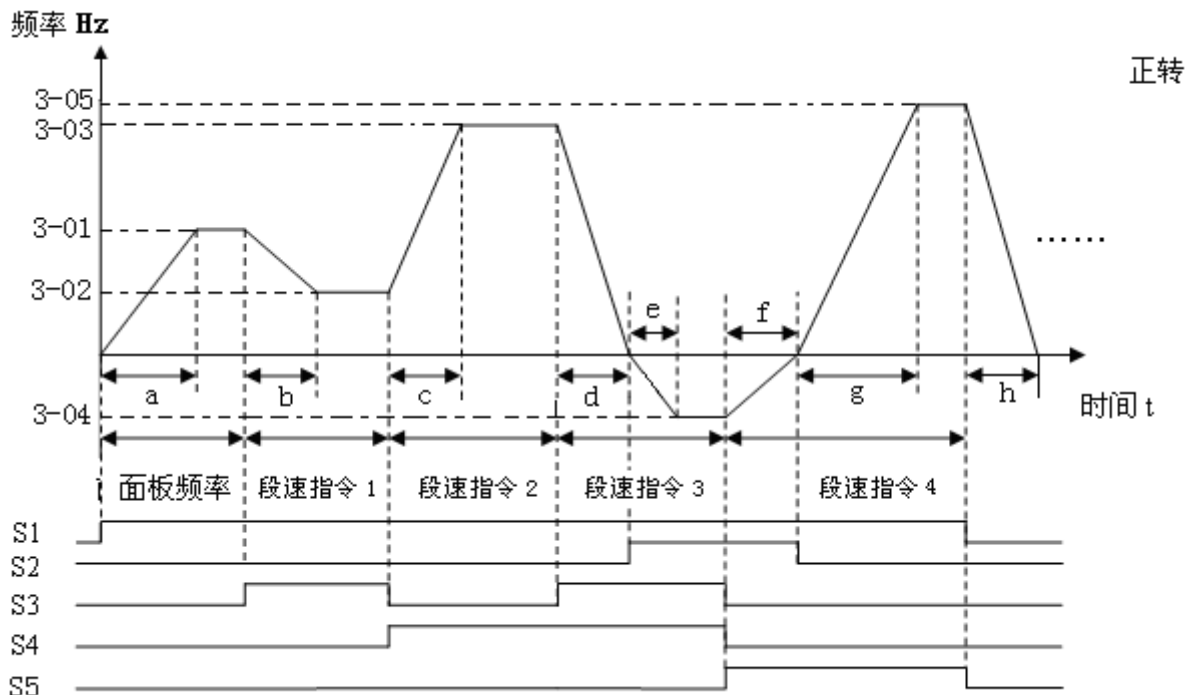 频率 Hz
正转
3-05
3-03
3-01
······
3-02
e
f
a
b
c
d
g
h
3-04
时间 t
面板频率
段速指令 1
段速指令 2
段速指令 3
段速指令 4
S1
S2
S3
S4
S5